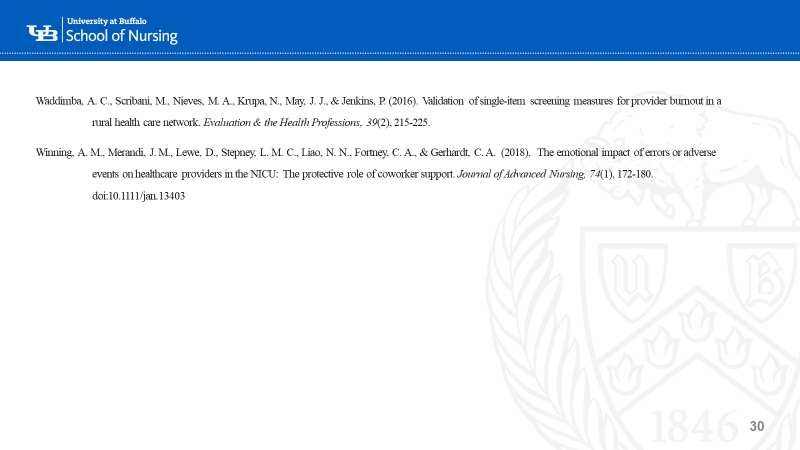 University at Buffalo
School of Nursing
Waddimba, A. C., Scribani, M., Nieves, M. A., Krupa, N., May, J. J., & Jenkins, P. (2016). Validation of single-item screening measures for provider burnout in a
rural health care network. Evaluation & the Health Professions, 39(2), 215-225.
Winning, A. M., Merandi, J. M., Lewe, D., Stepney, L. M. C., Liao, N. N., Fortney, C. A., & Gerhardt, C. A. (2018). The emotional impact of errors or adverse
events on healthcare providers in the NICU: The protective role of coworker support. Journal of Advanced Nursing, 74(1), 172-180.
doi:10.1111/jan.13403
U B
1846
30